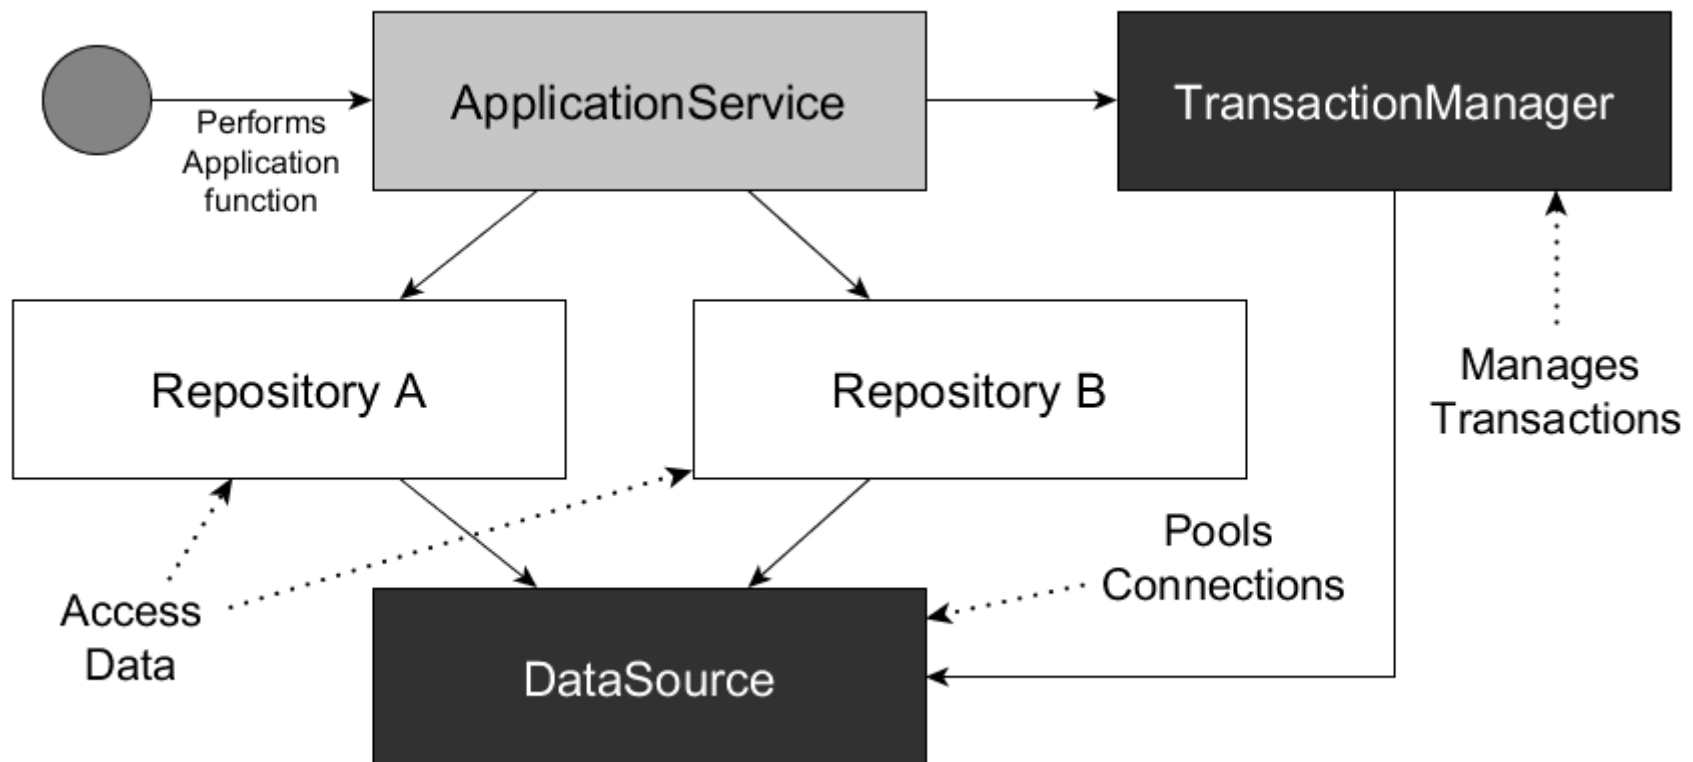 ApplicationService
TransactionManager
Performs
Application
function
Repository A
Repository B
Manages
Transactions
Pools
Connections
Access
Data
DataSource